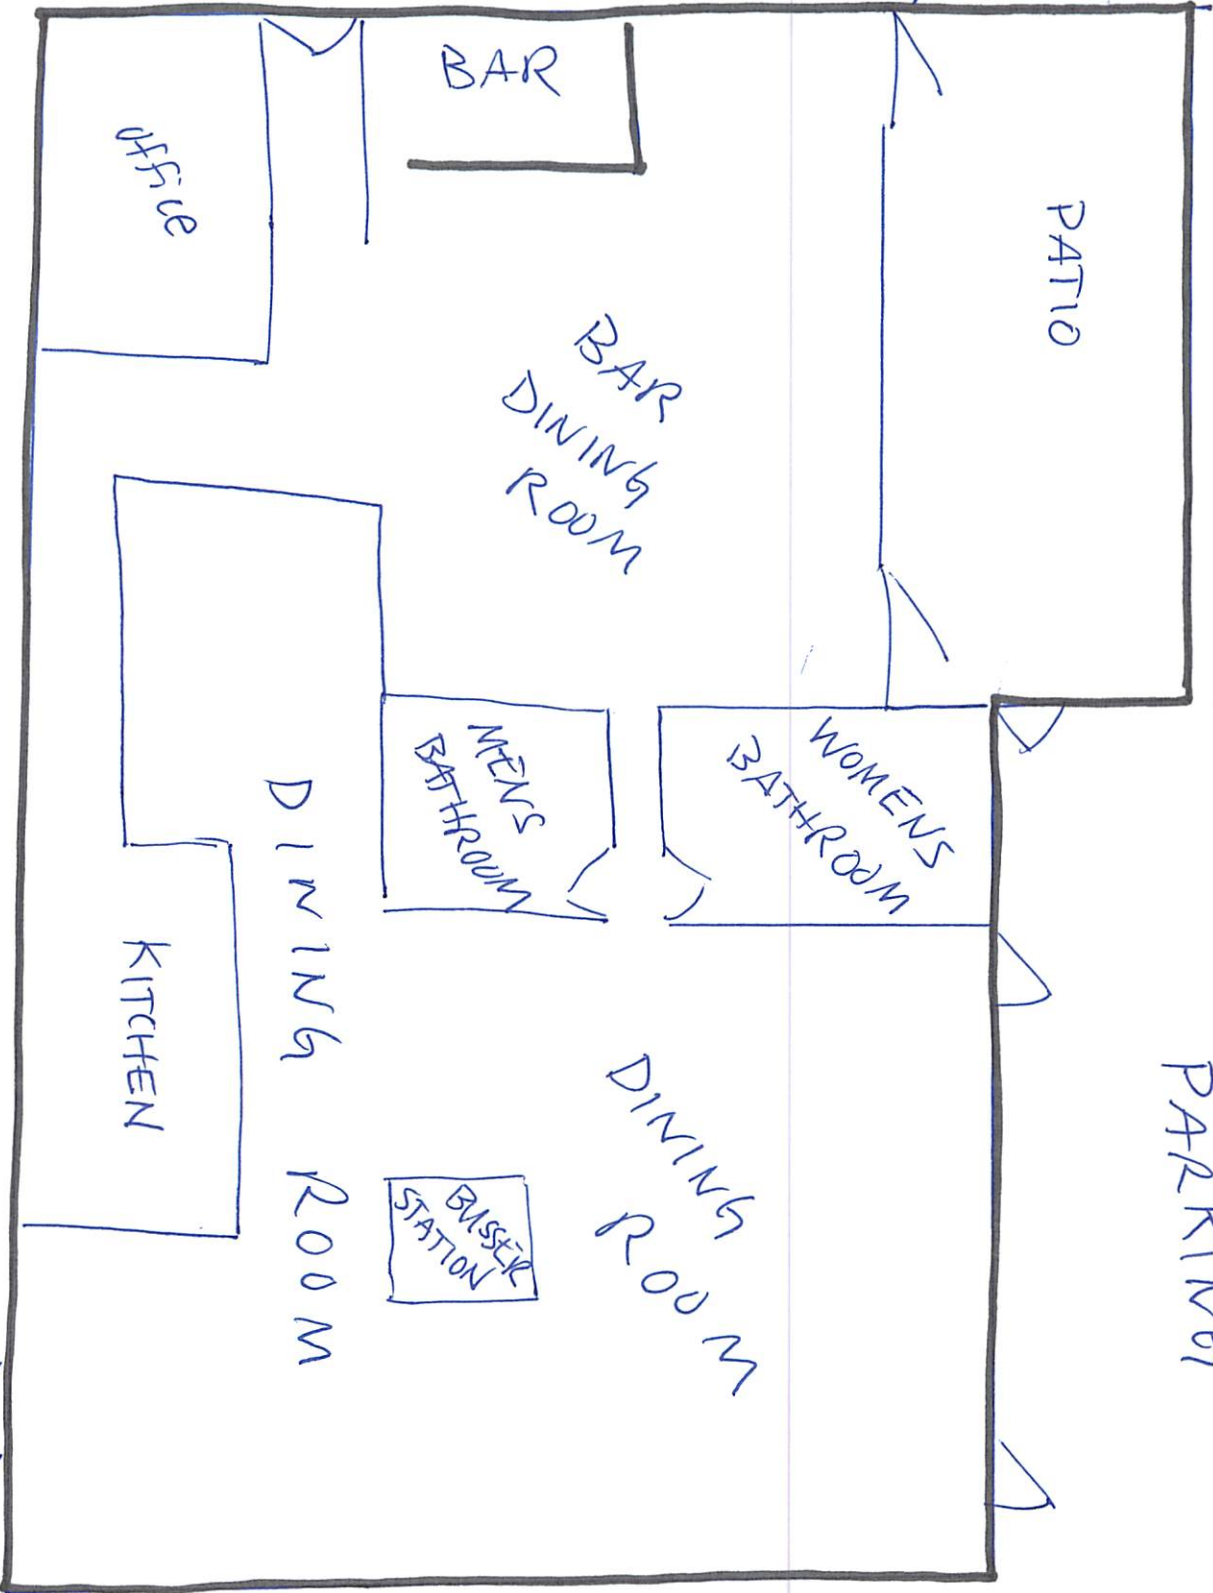 BAR
office
PATIO
BAR
DINING
ROOM
MENS
BATHROOM
WOMENS
BATHROOM
DINING ROOM
KITCHEN
DINING
ROOM
BUSSER
STATION
PARKING